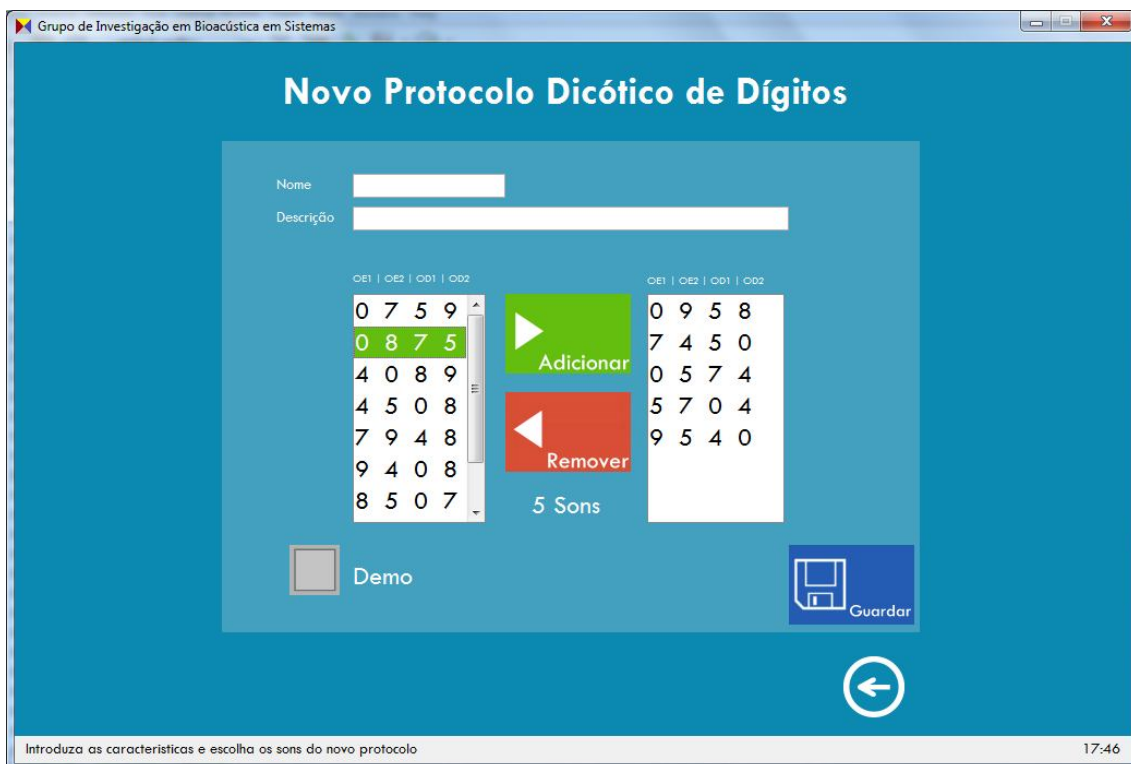 Grupo de Investigação em Bioacústica em Sistemas
Novo Protocolo Dicótico de Dígitos
Nome
Descrição
OE1 | OE2 | OD1 | OD2
0 7 5 9
0 8 7 5
4 0 8 9
4 5 0 8
7 9 4 8
9 4 0 8
8 5 0 7
Adicionar
Remover
5 Sons
OE1 | OE2 | OD1 | OD2
0 9 5 8
7 4 5 0
0 5 7 4
5 7 0 4
9 5 4 0
Demo
Guardar
Introduza as caracteristicas e escolha os sons do novo protocolo
17:46